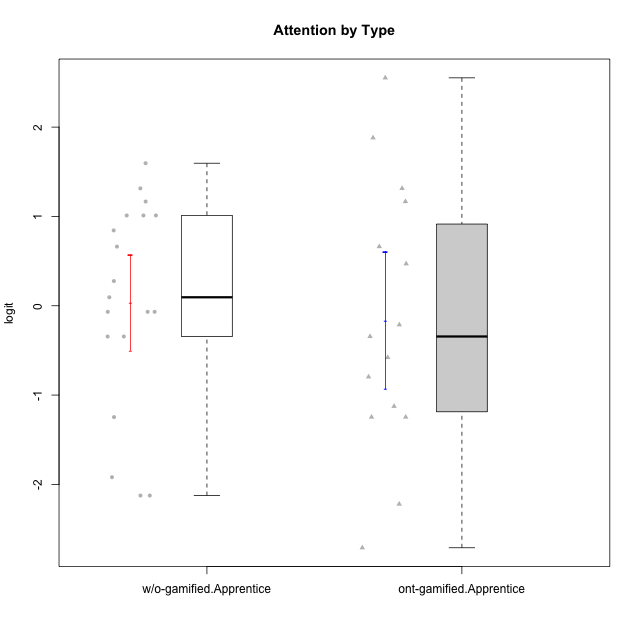 Attention by Type
logit
2
1
0
-1
-2
w/o-gamified.Apprentice
ont-gamified.Apprentice